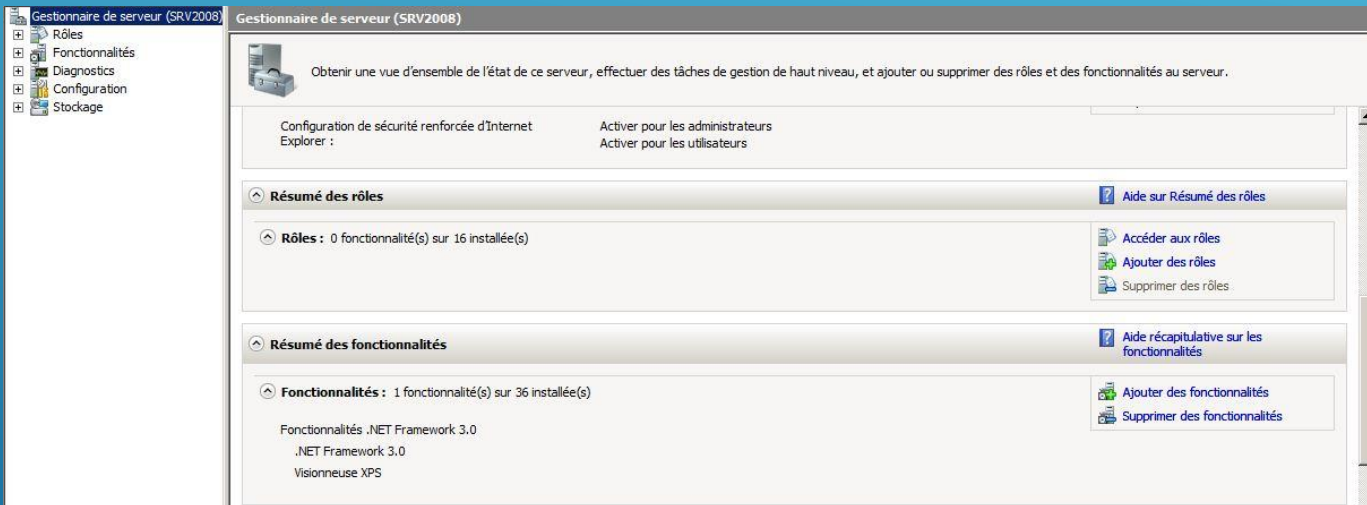 Gestionnaire de serveur (SRV2008)
Rôles
Fonctionnalités
Diagnostics
Configuration
Stockage
Gestionnaire de serveur (SRV2008)
Obtenir une vue d'ensemble de l'état de ce serveur, effectuer des tâches de gestion de haut niveau, et ajouter ou supprimer des rôles et des fonctionnalités au serveur.
Configuration de sécurité renforcée d'Internet
Explorer :
Activer pour les administrateurs
Activer pour les utilisateurs
Résumé des rôles
Aide sur Résumé des rôles
Rôles : 0 fonctionnalité(s) sur 16 installée(s)
Accéder aux rôles
Ajouter des rôles
Supprimer des rôles
Résumé des fonctionnalités
Aide récapitulative sur les
fonctionnalités
Fonctionnalités : 1 fonctionnalité(s) sur 36 installée(s)
Ajouter des fonctionnalités
Supprimer des fonctionnalités
Fonctionnalités .NET Framework 3.0
.NET Framework 3.0
Visionneuse XPS